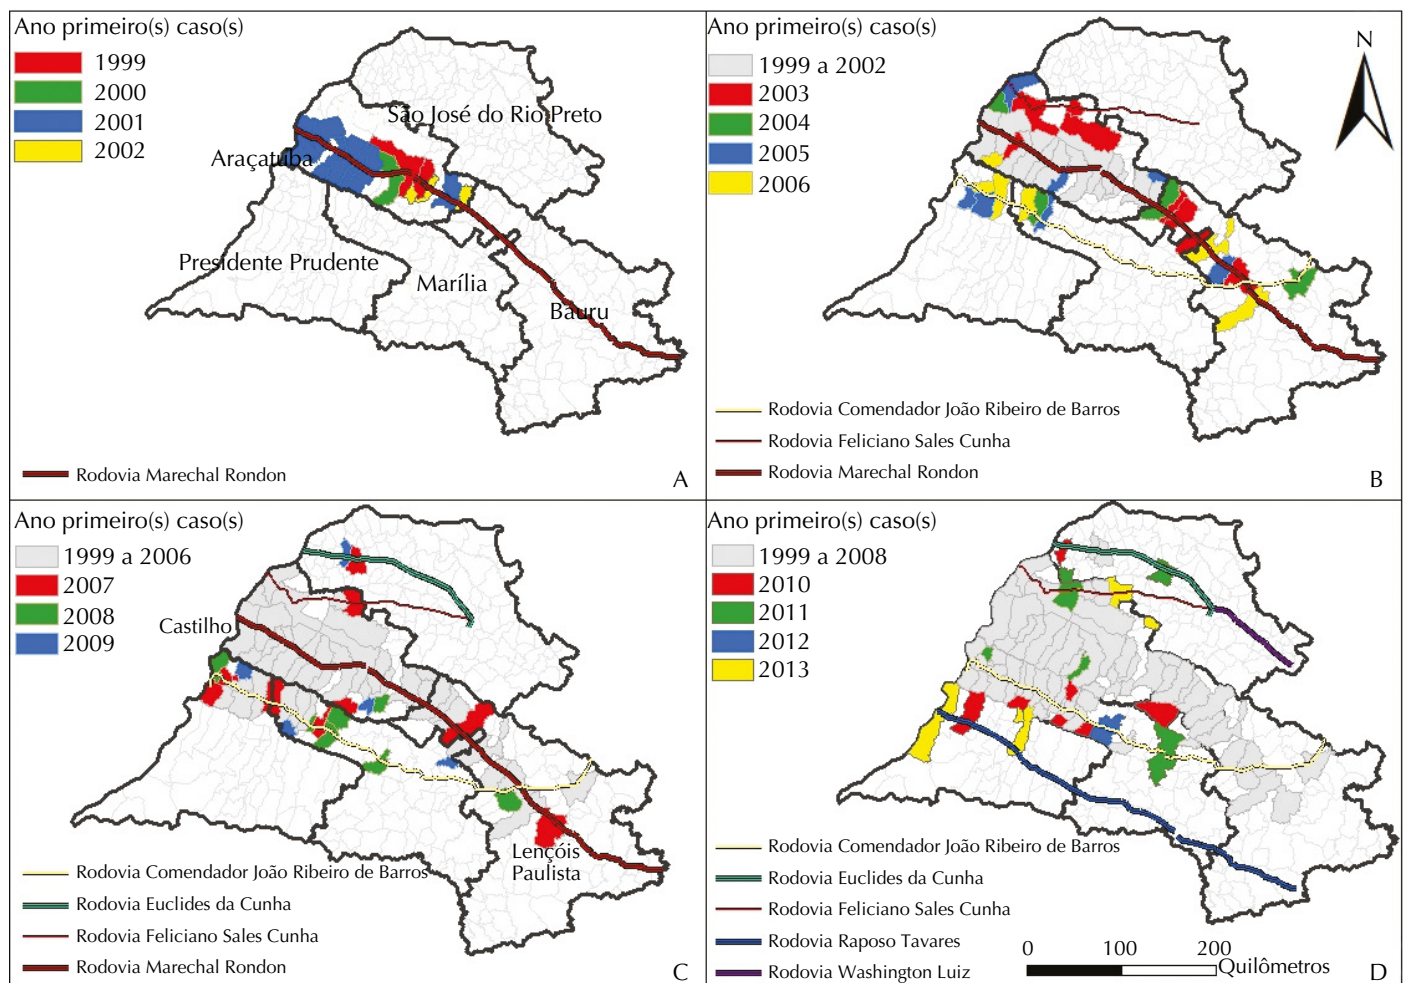 Ano primeiro(s) caso(s)
1999
2000
2001
2002
São José do Rio Preto
Araçatuba
Presidente Prudente
Marília
Bauru
Rodovia Marechal Rondon
A
Ano primeiro(s) caso(s)
1999 a 2002
2003
2004
2005
2006
N
Rodovia Comendador João Ribeiro de Barros
Rodovia Feliciano Sales Cunha
Rodovia Marechal Rondon
B
Ano primeiro(s) caso(s)
1999 a 2006
2007
2008
2009
Castilho
Lençóis
Paulista
Rodovia Comendador João Ribeiro de Barros
Rodovia Euclides da Cunha
Rodovia Feliciano Sales Cunha
Rodovia Marechal Rondon
C
Ano primeiro(s) caso(s)
1999 a 2008
2010
2011
2012
2013
Rodovia Comendador João Ribeiro de Barros
Rodovia Euclides da Cunha
Rodovia Feliciano Sales Cunha
Rodovia Raposo Tavares
Rodovia Washington Luiz
0 100 200
Quilômetros
D